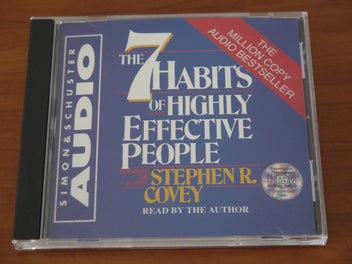 SIMON & SCHUSTER
AUDIO
THE
MILLION COPY
AUDIO BESTSELLER
THE 7 HABITS
OF HIGHLY
EFFECTIVE
PEOPLE
STEPHEN R.
COVEY
READ BY THE AUTHOR